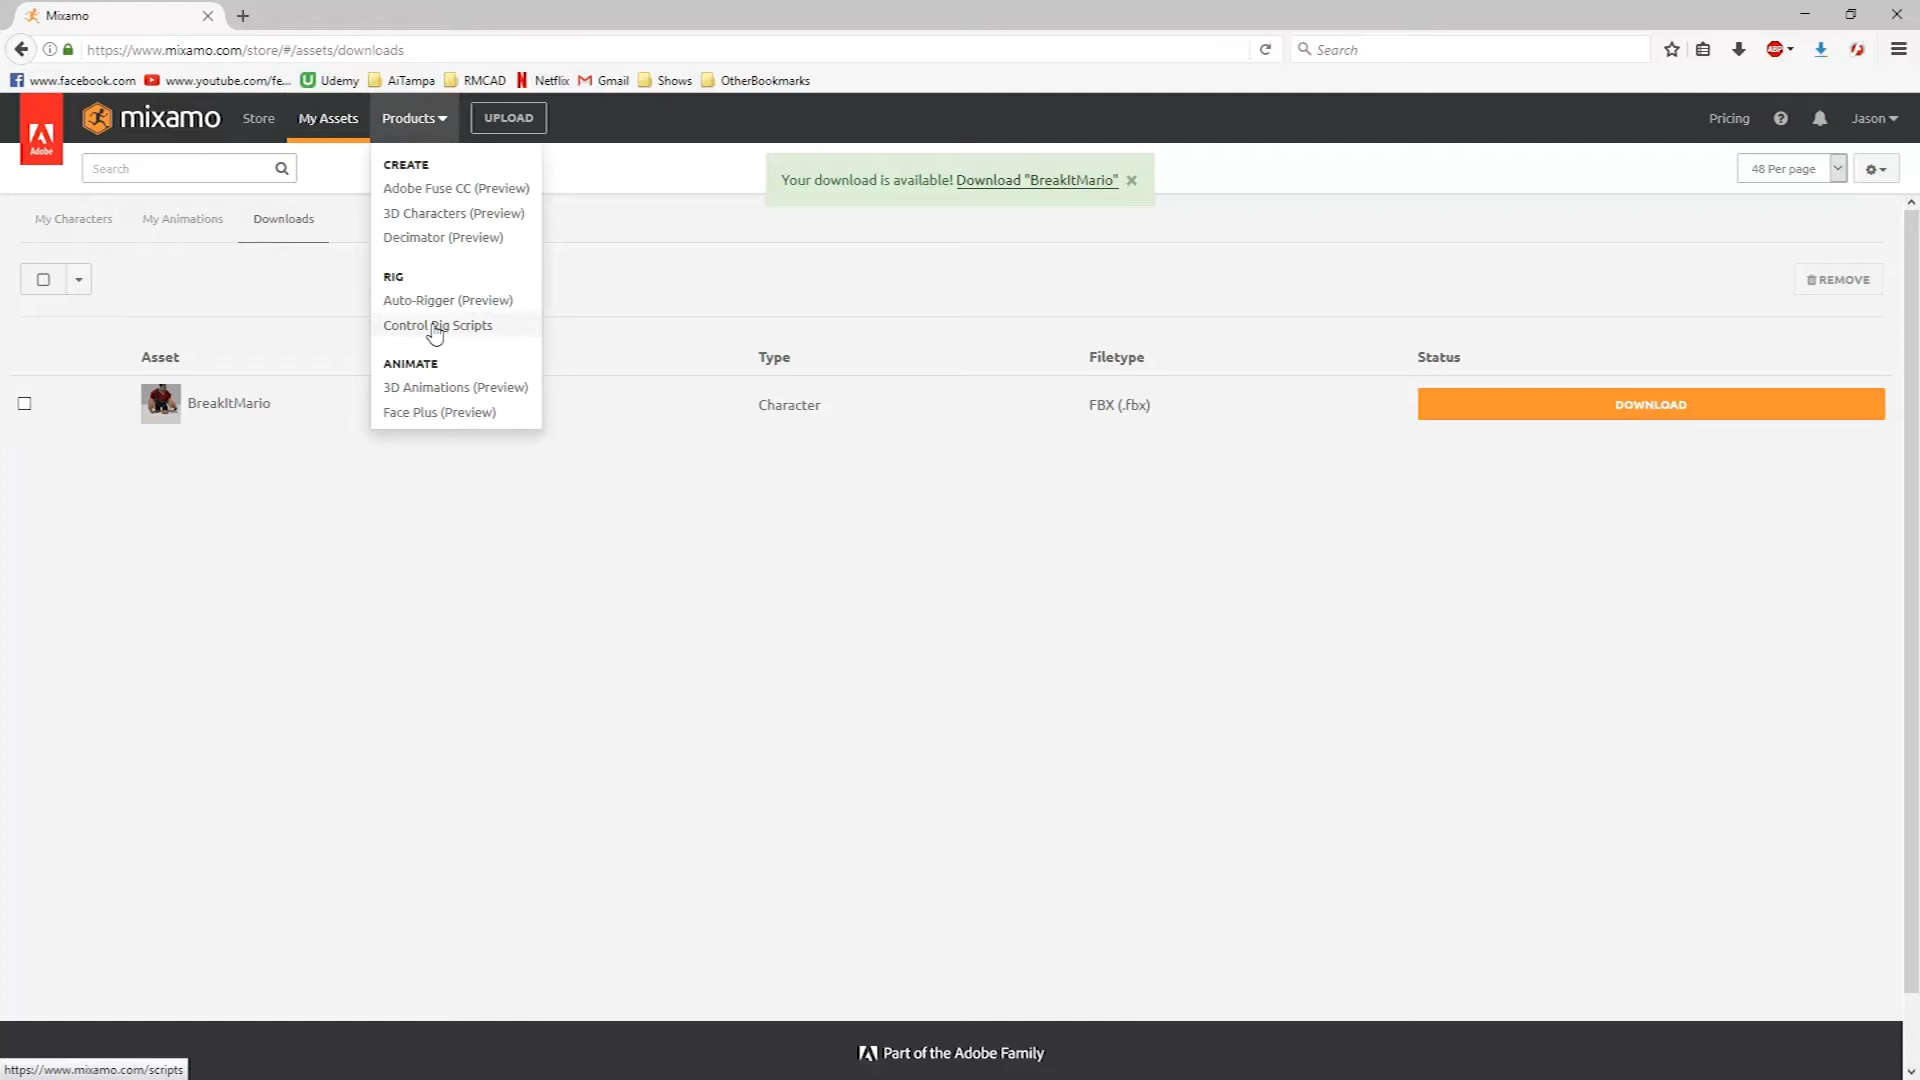 Mixamo
https://www.mixamo.com/store/#/assets/downloads
Search
www.facebook.com
www.youtube.com/fe...
Udemy
AiTampa
RMCAD
Netflix
Gmail
Shows
OtherBookmarks
Adobe
mixamo
Store
My Assets
Products
UPLOAD
Pricing
Jason
Search
CREATE
Adobe Fuse CC (Preview)
3D Characters (Preview)
Decimator (Preview)
RIG
Auto-Rigger (Preview)
Control Rig Scripts
ANIMATE
3D Animations (Preview)
Face Plus (Preview)
Your download is available! Download "BreakItMario" ×
48 Per page
My Characters
My Animations
Downloads
REMOVE
Asset
Type
Filetype
Status
BreakItMario
Character
FBX (.fbx)
DOWNLOAD
Part of the Adobe Family
https://www.mixamo.com/scripts